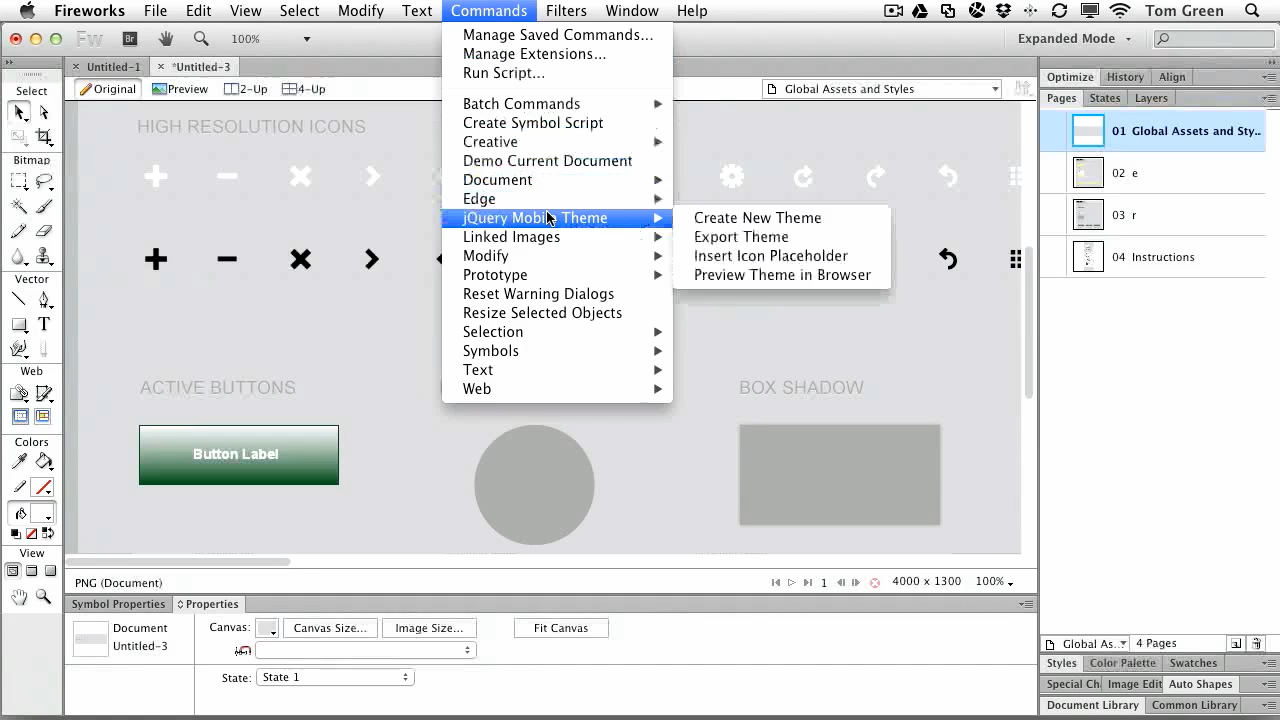 Fireworks File Edit View Select Modify Text Commands Filters Window Help Tom Green
Fw Br 100% Expanded Mode
Untitled-1 *Untitled-3
Original Preview 2-Up 4-Up Global Assets and Styles
Manage Saved Commands...
Manage Extensions...
Run Script...
Batch Commands
Create Symbol Script
Creative
Demo Current Document
Document
Edge
jQuery Mobile Theme
Linked Images
Modify
Prototype
Reset Warning Dialogs
Resize Selected Objects
Selection
Symbols
Text
Web
Create New Theme
Export Theme
Insert Icon Placeholder
Preview Theme in Browser
Select
Bitmap
Vector
Web
Colors
View
HIGH RESOLUTION ICONS
ACTIVE BUTTONS
BOX SHADOW
Button Label
PNG (Document) 1 4000 x 1300 100%
Symbol Properties Properties
Document
Untitled-3
Canvas: Canvas Size... Image Size... Fit Canvas
State: State 1
Optimize History Align
Pages States Layers
01 Global Assets and Sty..
02 e
03 r
04 Instructions
Global As.. 4 Pages
Styles Color Palette Swatches
Special Ch Image Edit Auto Shapes
Document Library Common Library